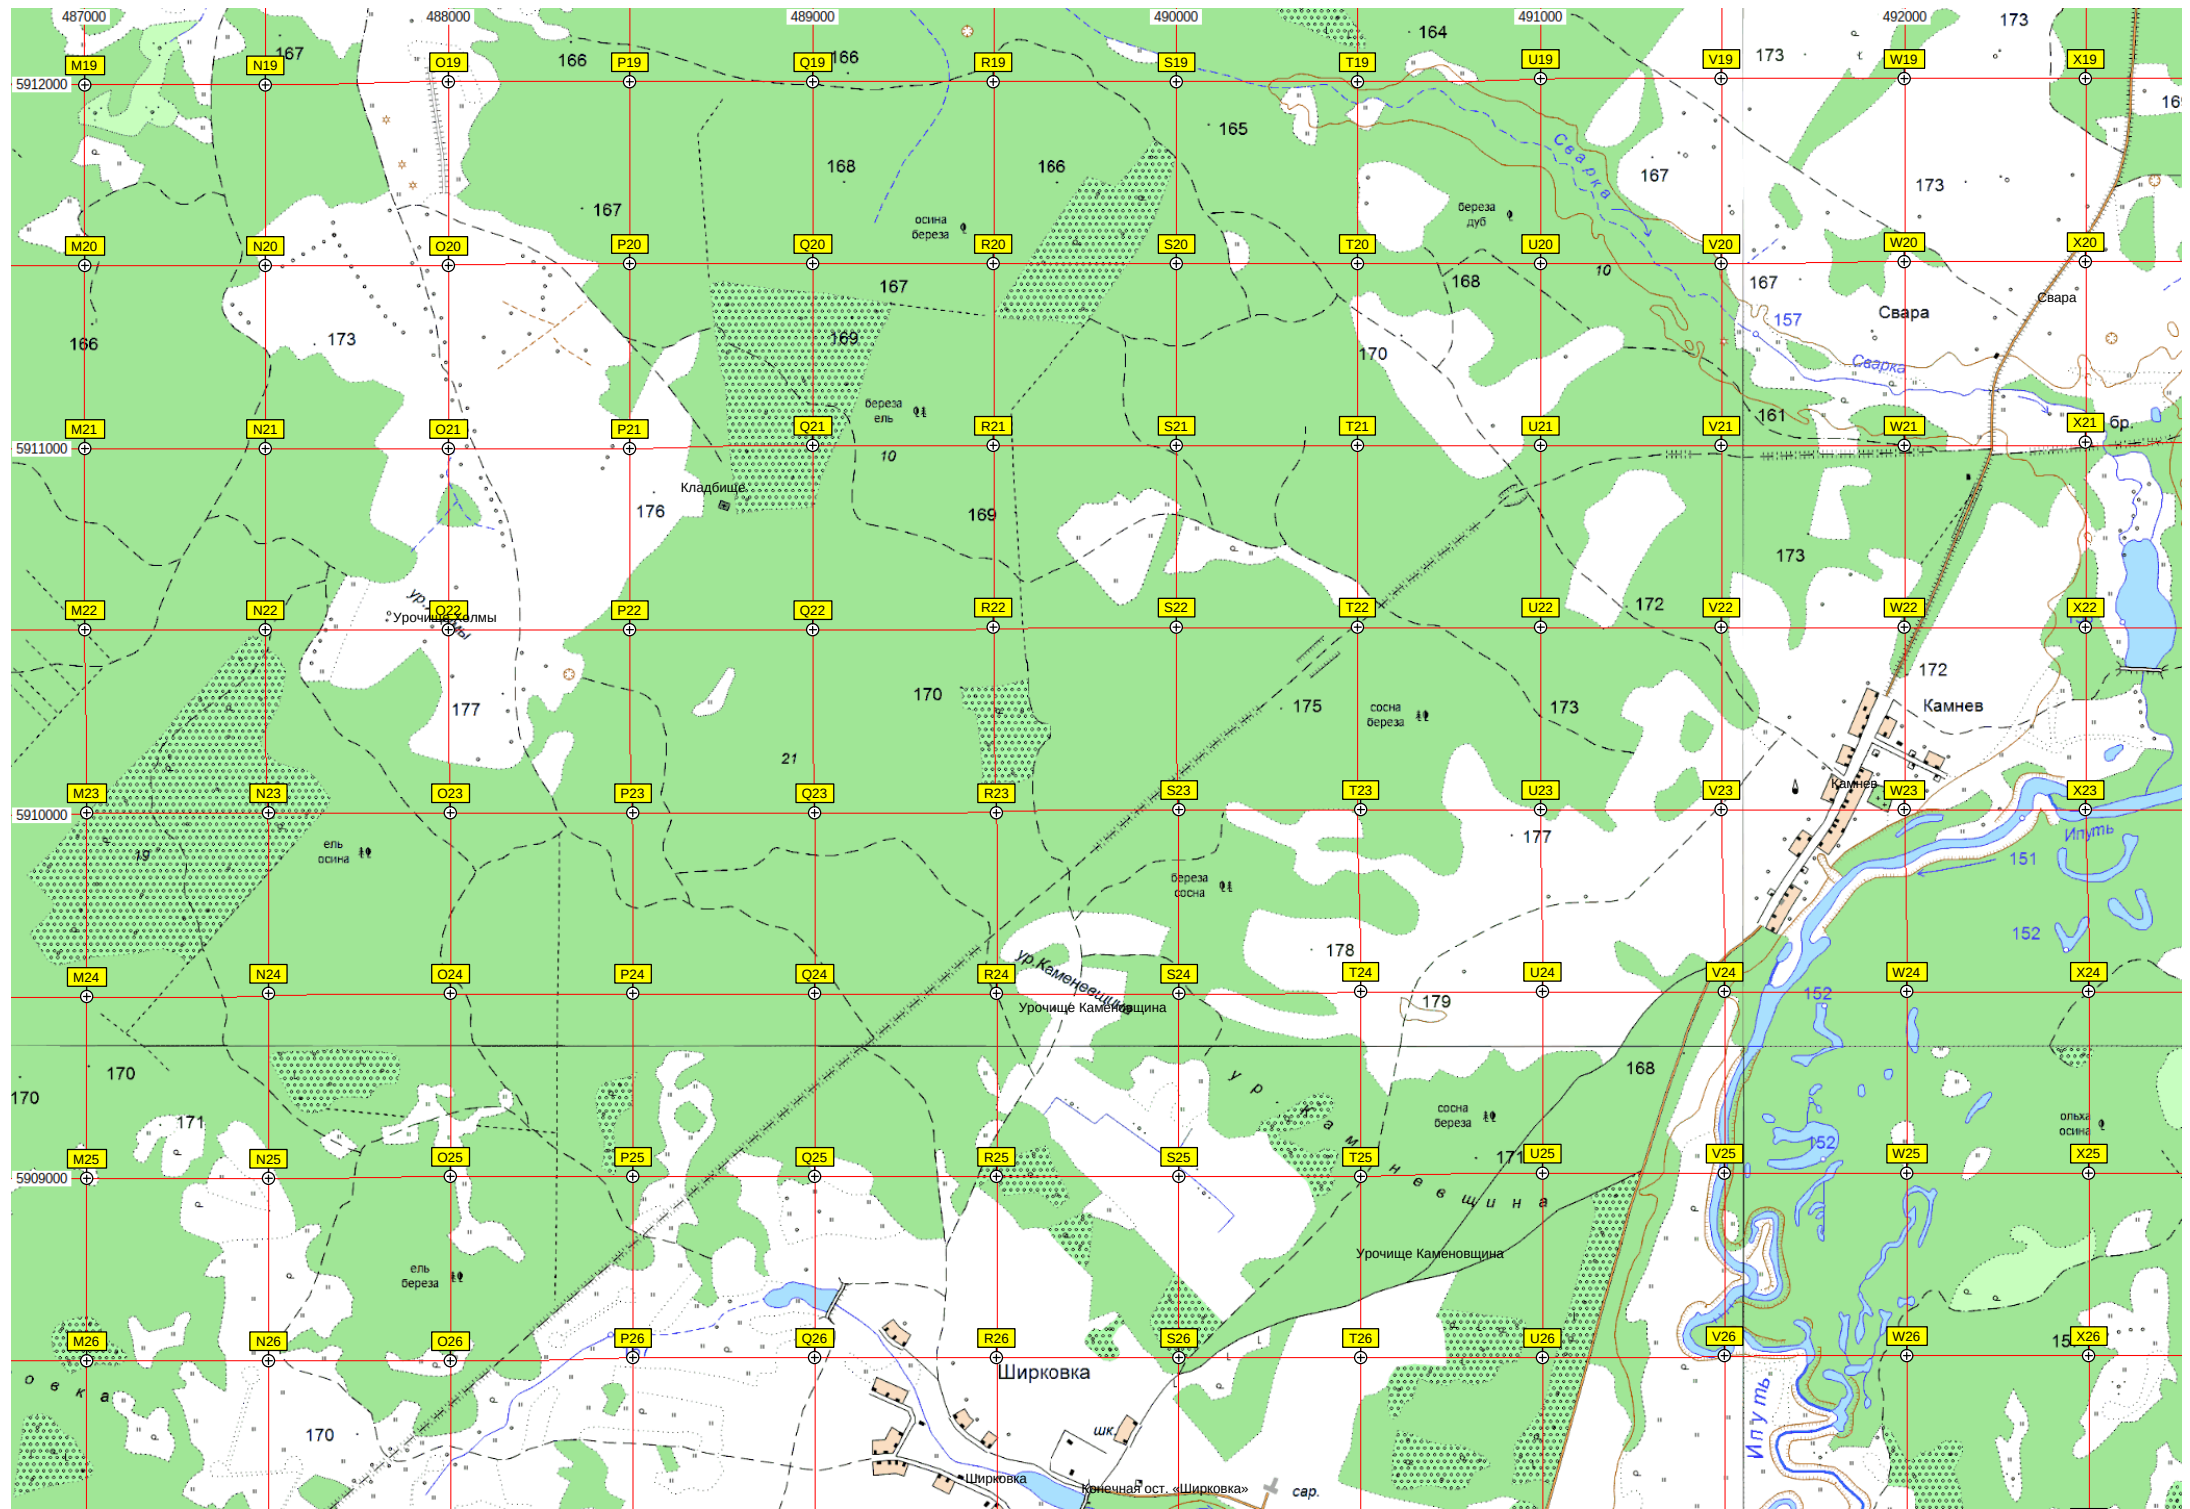 487000 488000 489000 490000 491000 492000
173
164
167 166 166 173
M19 N19 O19 P19 Q19 R19 S19 T19 U19 V19 W19 X19
5912000
165
168 166 Сварка 167 173
167 осина
береза
береза
дуб
M20 N20 O20 P20 Q20 R20 S20 T20 U20 V20 W20 X20
10
167 168 167
Свара
157 Свара
166 173 169 170
Сварка
береза
ель
161
M21 N21 O21 P21 Q21 R21 S21 T21 U21 V21 W21 X21
бр.
5911000
10
Кладбище
176 169
173
172
M22 N22 O22 P22 Q22 R22 S22 T22 U22 V22 W22 X22
Урочище Холмы
172
177 170 175 сосна
береза
173 Камнев
21
Камнев
M23 N23 O23 P23 Q23 R23 S23 T23 U23 V23 W23 X23
5910000
177 Ипуть
19 ель
осина
151
береза
сосна
152
178
ур.Каменевщина
M24 N24 O24 P24 Q24 R24 S24 T24 U24 V24 W24 X24
179 152
Урочище Каменовщина
168
170 170
ур. Каменевщина
171 сосна
береза
ольха
осина
152
M25 N25 O25 P25 Q25 R25 S25 T25 U25 V25 W25 X25
171
5909000
Урочище Каменовщина
ель
береза
M26 N26 O26 P26 Q26 R26 S26 T26 U26 V26 W26 X26
Ширковка
овка
Ипуть
170 шк.
Ширковка
Конечная ост. «Ширковка»
сар.